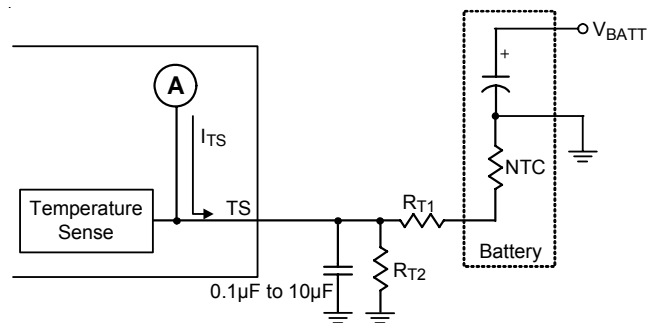 V_BATT
+
A
I_TS
NTC
Temperature
Sense
TS
R_T1
Battery
R_T2
0.1µF to 10µF